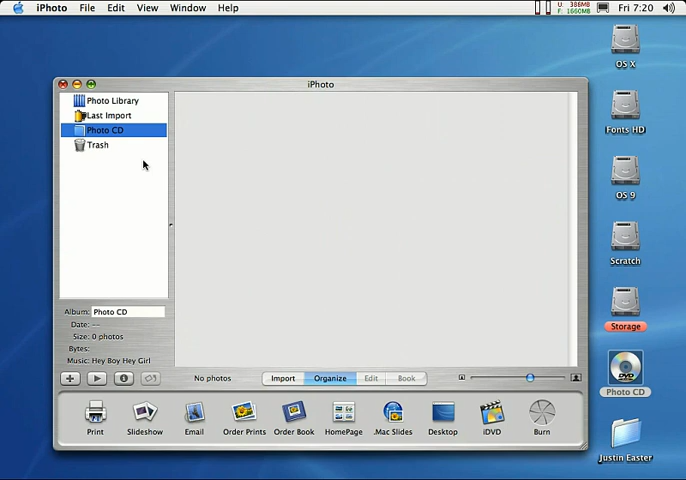 iPhoto File Edit View Window Help U: 388MB F: 1660MB Fri 7:20
iPhoto
Photo Library
Last Import
Photo CD
Trash
Album: Photo CD
Date: --
Size: 0 photos
Bytes:
Music: Hey Boy Hey Girl
No photos Import Organize Edit Book
Print Slideshow Email Order Prints Order Book HomePage .Mac Slides Desktop iDVD Burn
OS X
Fonts HD
OS 9
Scratch
Storage
DVD
Photo CD
Justin Easter